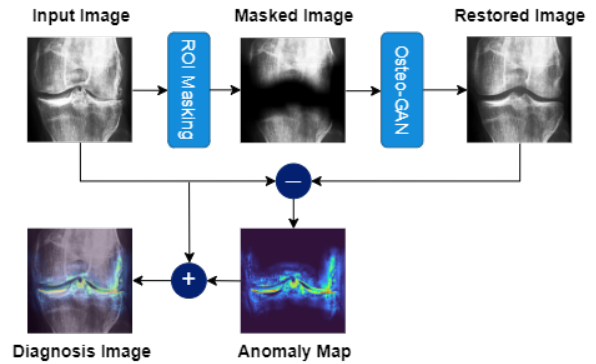 Input Image
ROI Masking
Masked Image
Osteo-GAN
Restored Image
−
+
Diagnosis Image
Anomaly Map